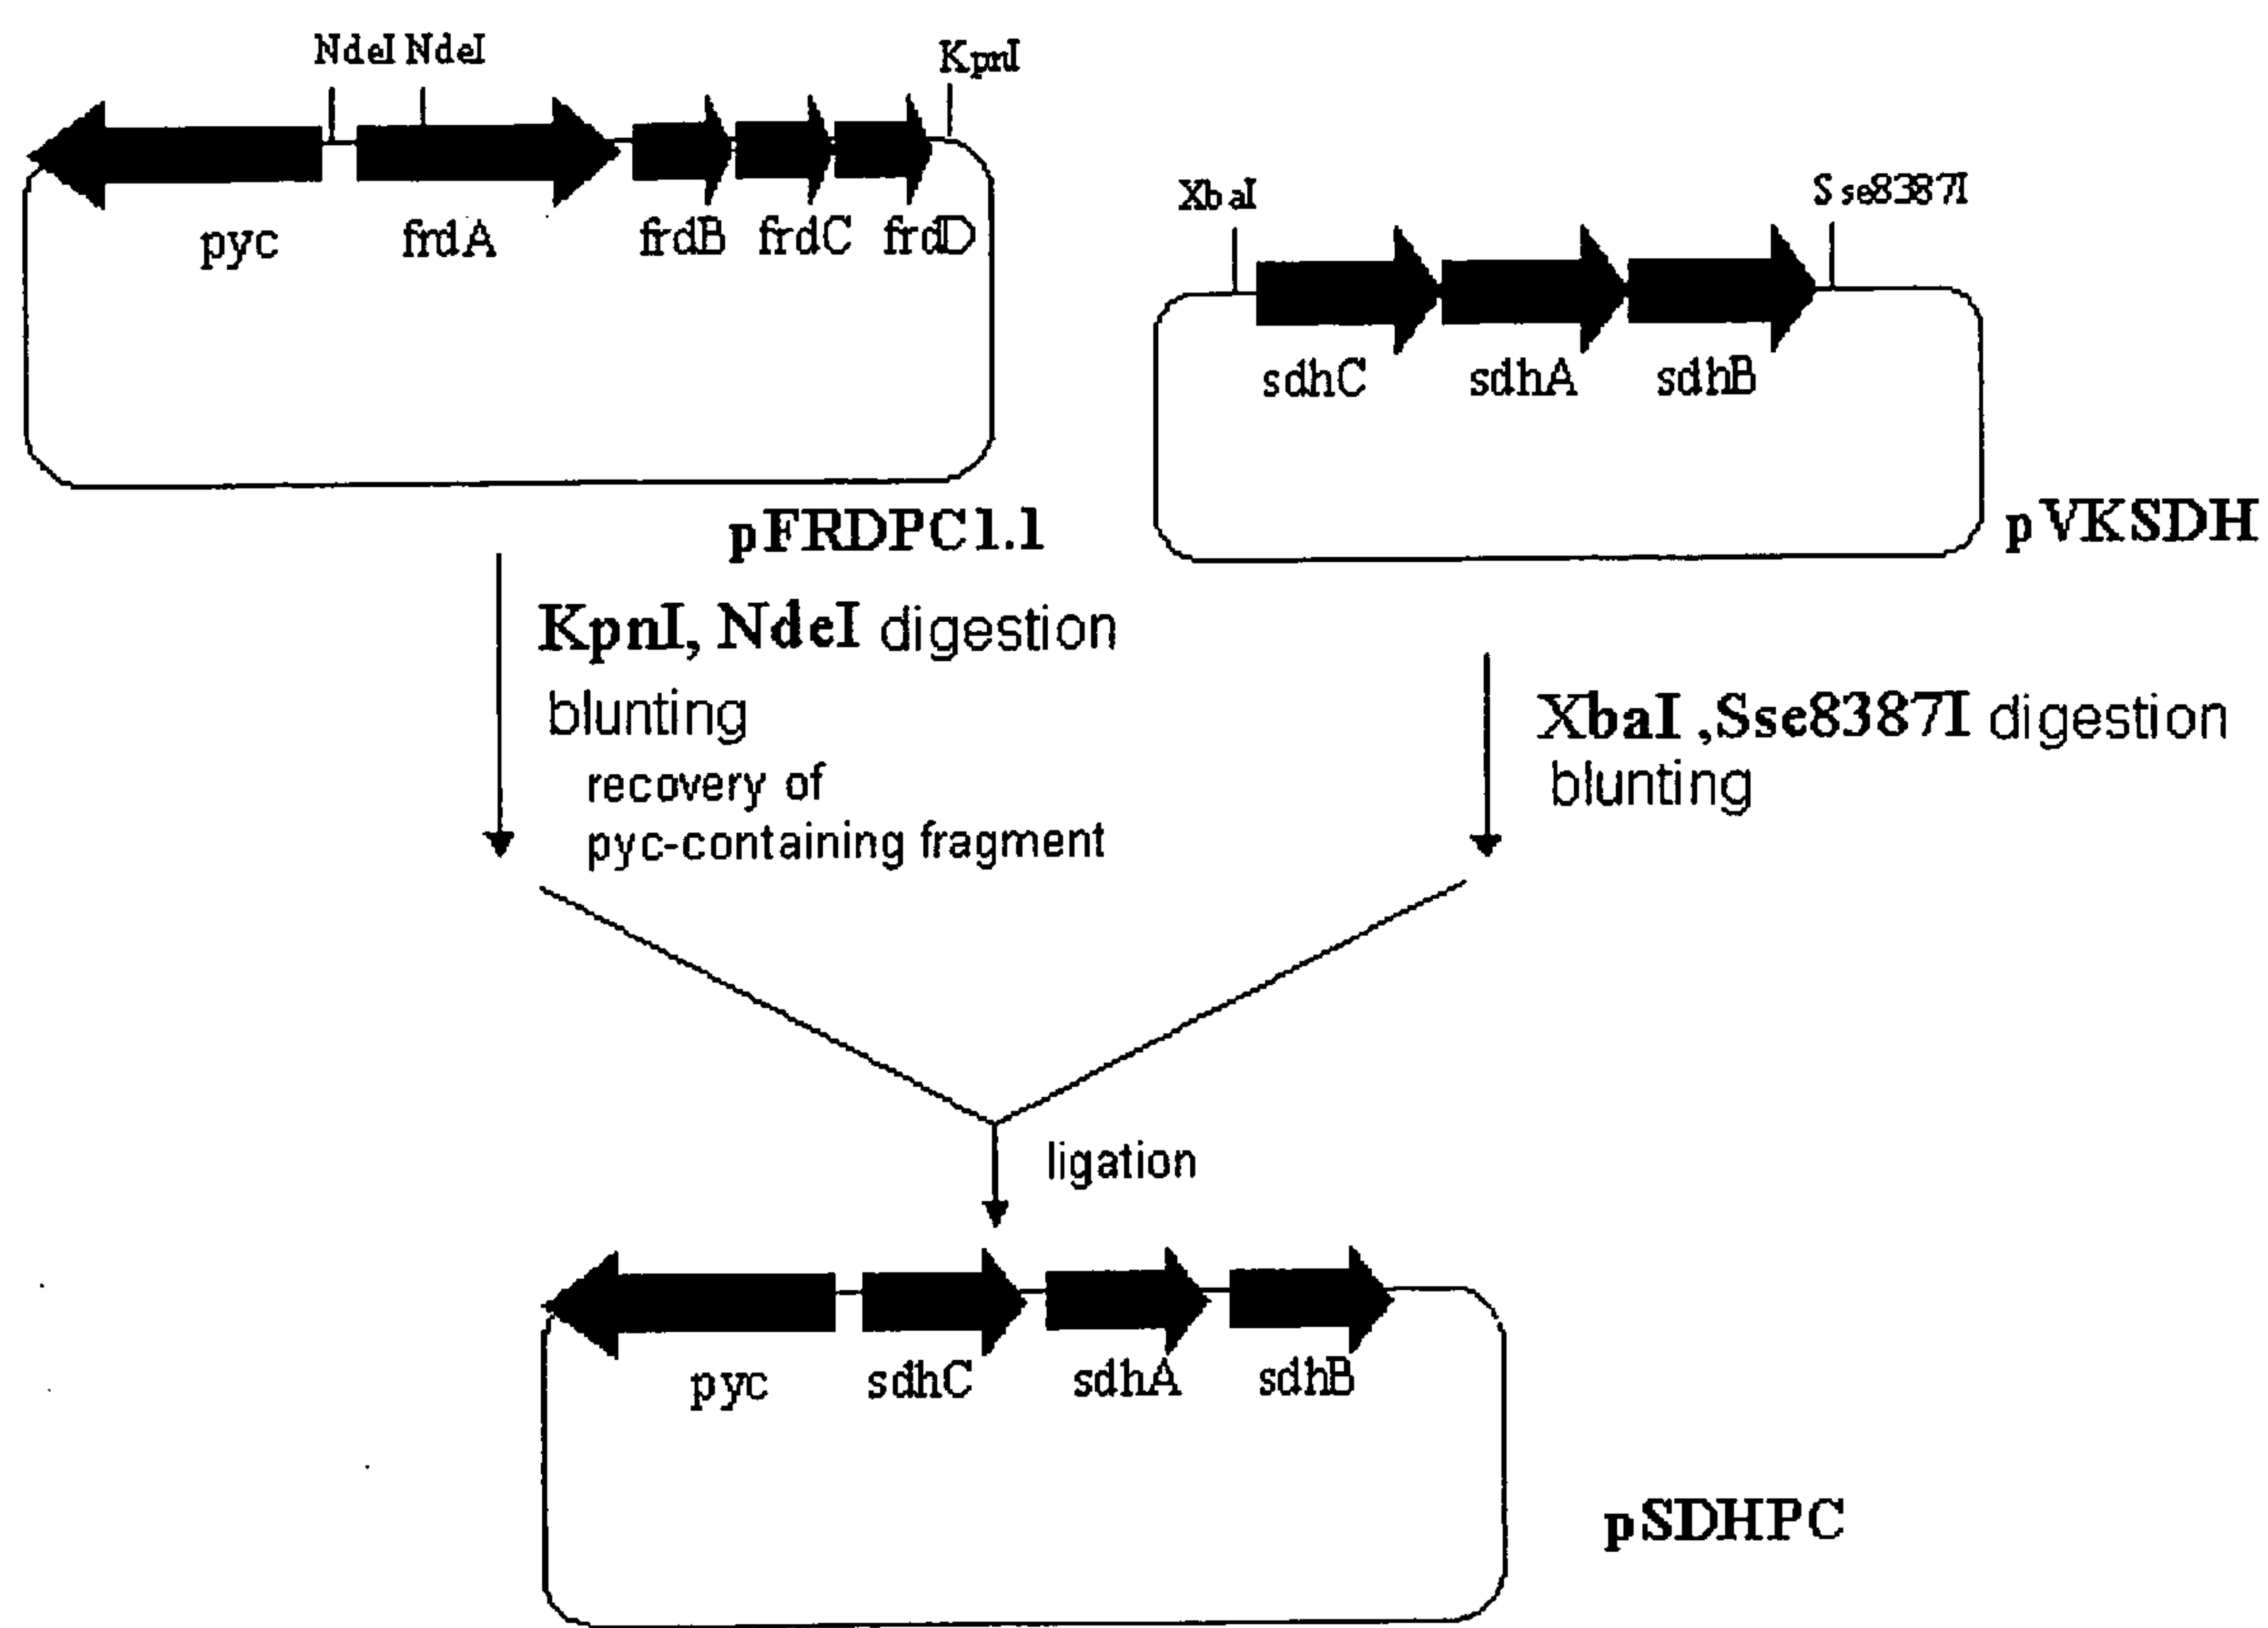 NdeI NdeI KpnI
pyc frdA frdB frdC frdD
pFRDPC1.1
XbaI Sse8387I
sdhC sdhA sdhB
pVKSDH
KpnI, NdeI digestion
blunting
recovery of
pyc-containing fragment
XbaI ,Sse8387I digestion
blunting
ligation
pyc sdhC sdhA sdhB
pSDHPC